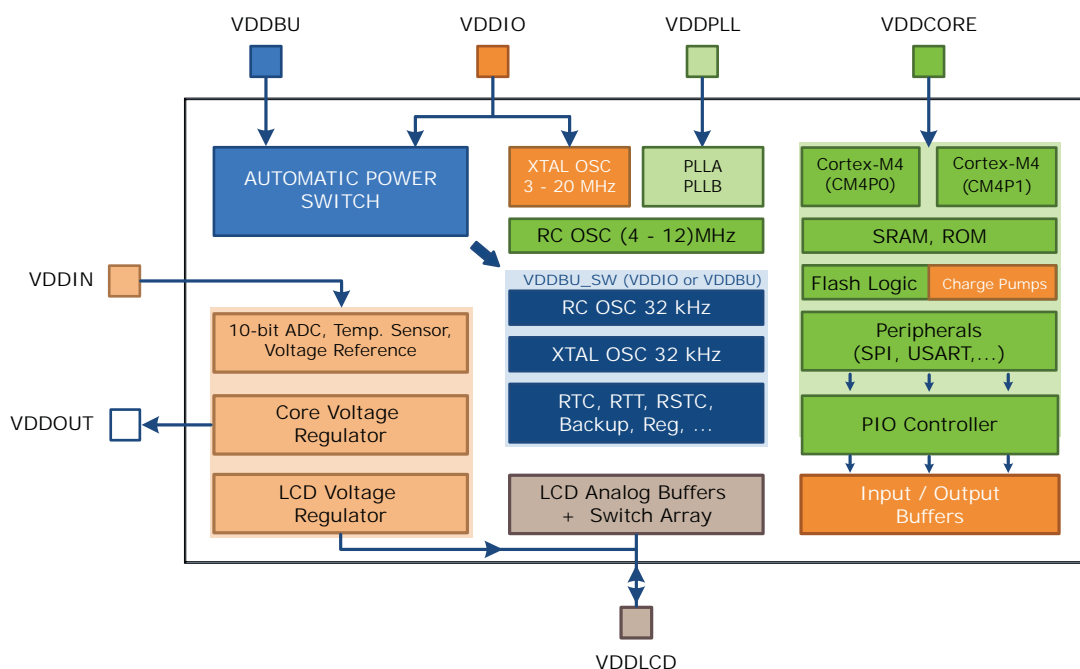 VDDBU
VDDIO
VDDPLL
VDDCORE
AUTOMATIC POWER
SWITCH
XTAL OSC
3 - 20 MHz
PLLA
PLLB
Cortex-M4
(CM4P0)
Cortex-M4
(CM4P1)
RC OSC (4 - 12)MHz
SRAM, ROM
VDDIN
VDDBU_SW (VDDIO or VDDBU)
Flash Logic
Charge Pumps
RC OSC 32 kHz
10-bit ADC, Temp. Sensor,
Voltage Reference
Peripherals
(SPI, USART,...)
XTAL OSC 32 kHz
VDDOUT
Core Voltage
Regulator
RTC, RTT, RSTC,
Backup, Reg, ...
PIO Controller
LCD Voltage
Regulator
LCD Analog Buffers
+ Switch Array
Input / Output
Buffers
VDDLCD